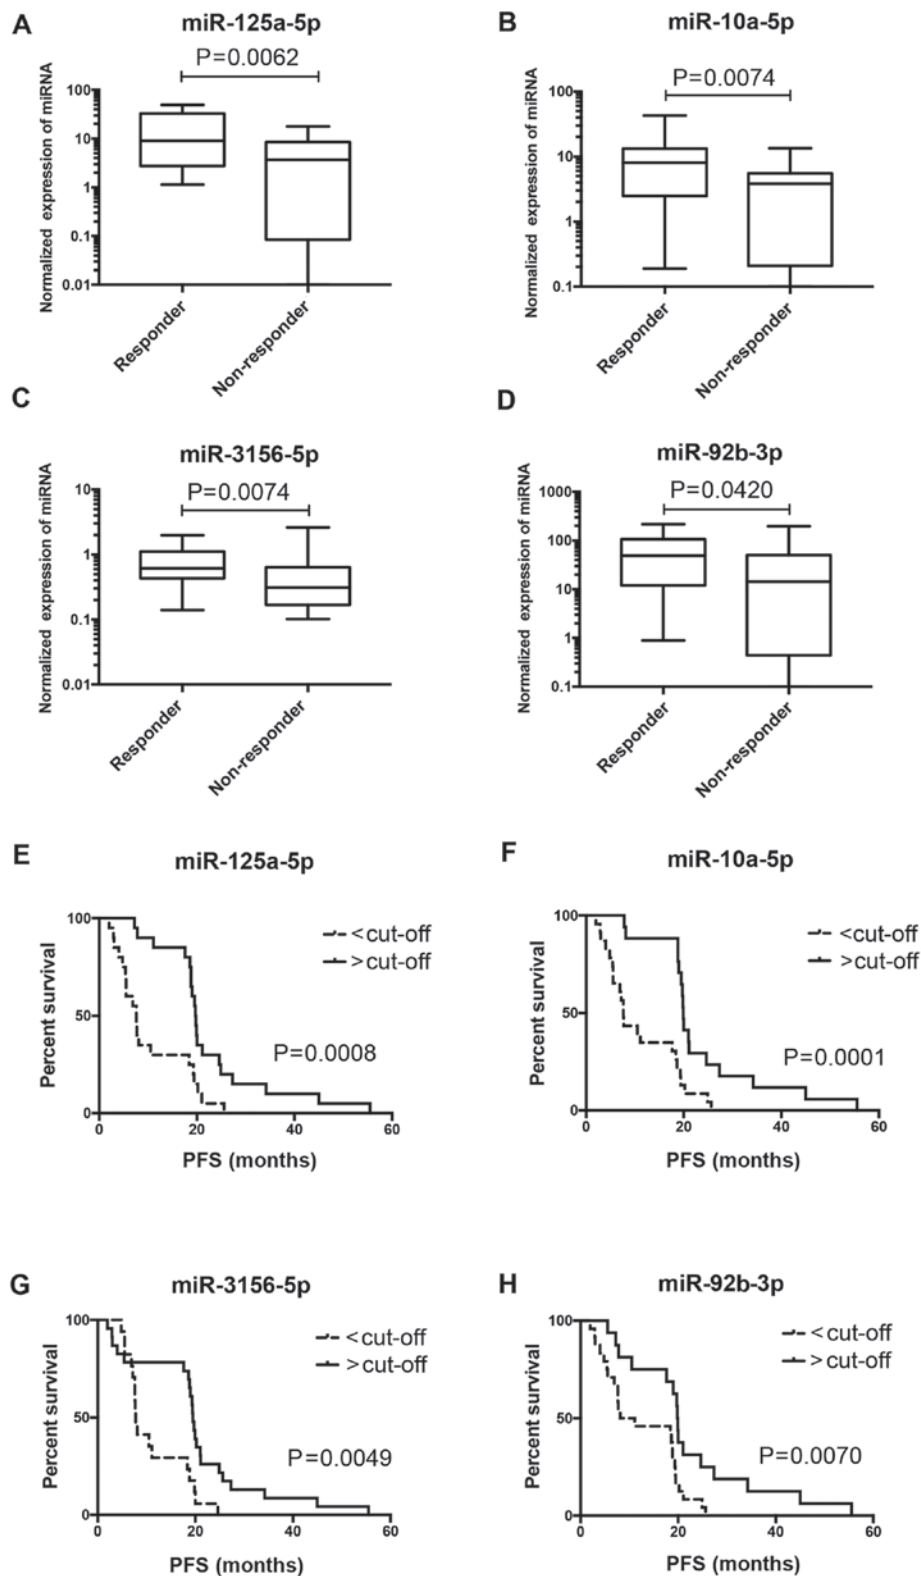 A
miR-125a-5p
P=0.0062
Normalized expression of miRNA
100
10
1
0.1
0.01
Responder
Non-responder
B
miR-10a-5p
P=0.0074
Normalized expression of miRNA
100
10
1
0.1
Responder
Non-responder
C
miR-3156-5p
P=0.0074
Normalized expression of miRNA
10
1
0.1
0.01
Responder
Non-responder
D
miR-92b-3p
P=0.0420
Normalized expression of miRNA
1000
100
10
1
0.1
Responder
Non-responder
E
miR-125a-5p
Percent survival
100
50
0
<cut-off
>cut-off
P=0.0008
0 20 40 60
PFS (months)
F
miR-10a-5p
Percent survival
100
50
0
<cut-off
>cut-off
P=0.0001
0 20 40 60
PFS (months)
G
miR-3156-5p
Percent survival
100
50
0
<cut-off
>cut-off
P=0.0049
0 20 40 60
PFS (months)
H
miR-92b-3p
Percent survival
100
50
0
<cut-off
>cut-off
P=0.0070
0 20 40 60
PFS (months)